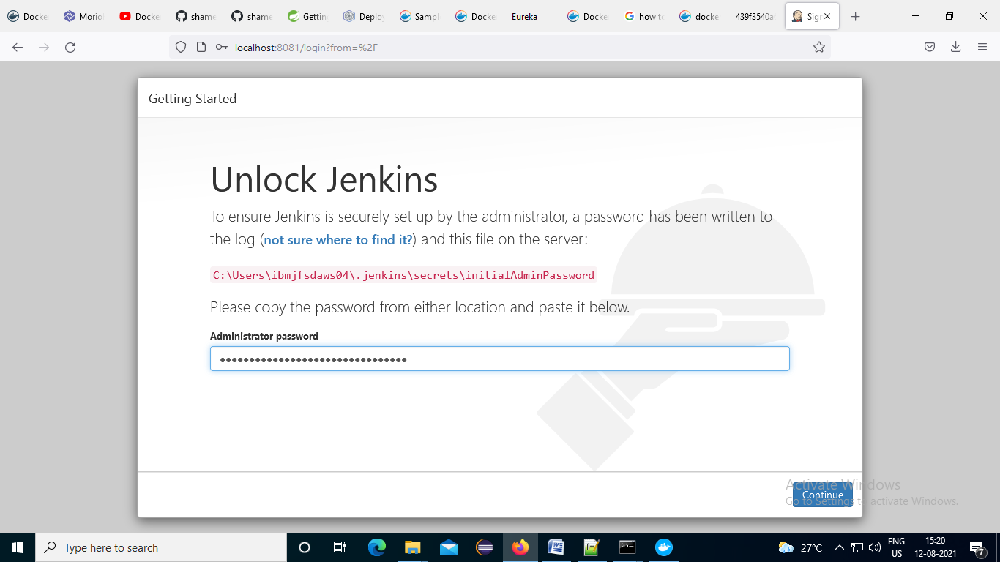 Docke
Morio
Docke
shame
shame
Gettin
Deploy
Sampl
Docke
Eureka
Docke
how to
docke
439f3540a
Sig
localhost:8081/login?from=%2F
Getting Started
Unlock Jenkins
To ensure Jenkins is securely set up by the administrator, a password has been written to
the log (not sure where to find it?) and this file on the server:
C:\Users\ibmjfsdaws04\.jenkins\secrets\initialAdminPassword
Please copy the password from either location and paste it below.
Administrator password
••••••••••••••••••••••••••••••••
Activate Windows
Continue
Go to Settings to activate Windows.
Type here to search
27°C
ENG
US
15:20
12-08-2021
7